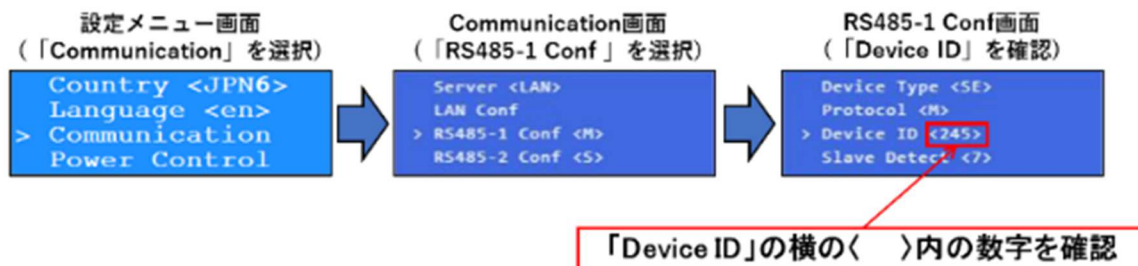 設定メニュー画面
(「Communication」を選択)
Country <JPN6>
Language <en>
> Communication
Power Control
Communication画面
(「RS485-1 Conf 」を選択)
Server <LAN>
LAN Conf
> RS485-1 Conf <M>
RS485-2 Conf <S>
RS485-1 Conf画面
(「Device ID」を確認)
Device Type <SE>
Protocol <M>
> Device ID <245>
Slave Detect <7>
「Device ID」の横の〈　〉内の数字を確認